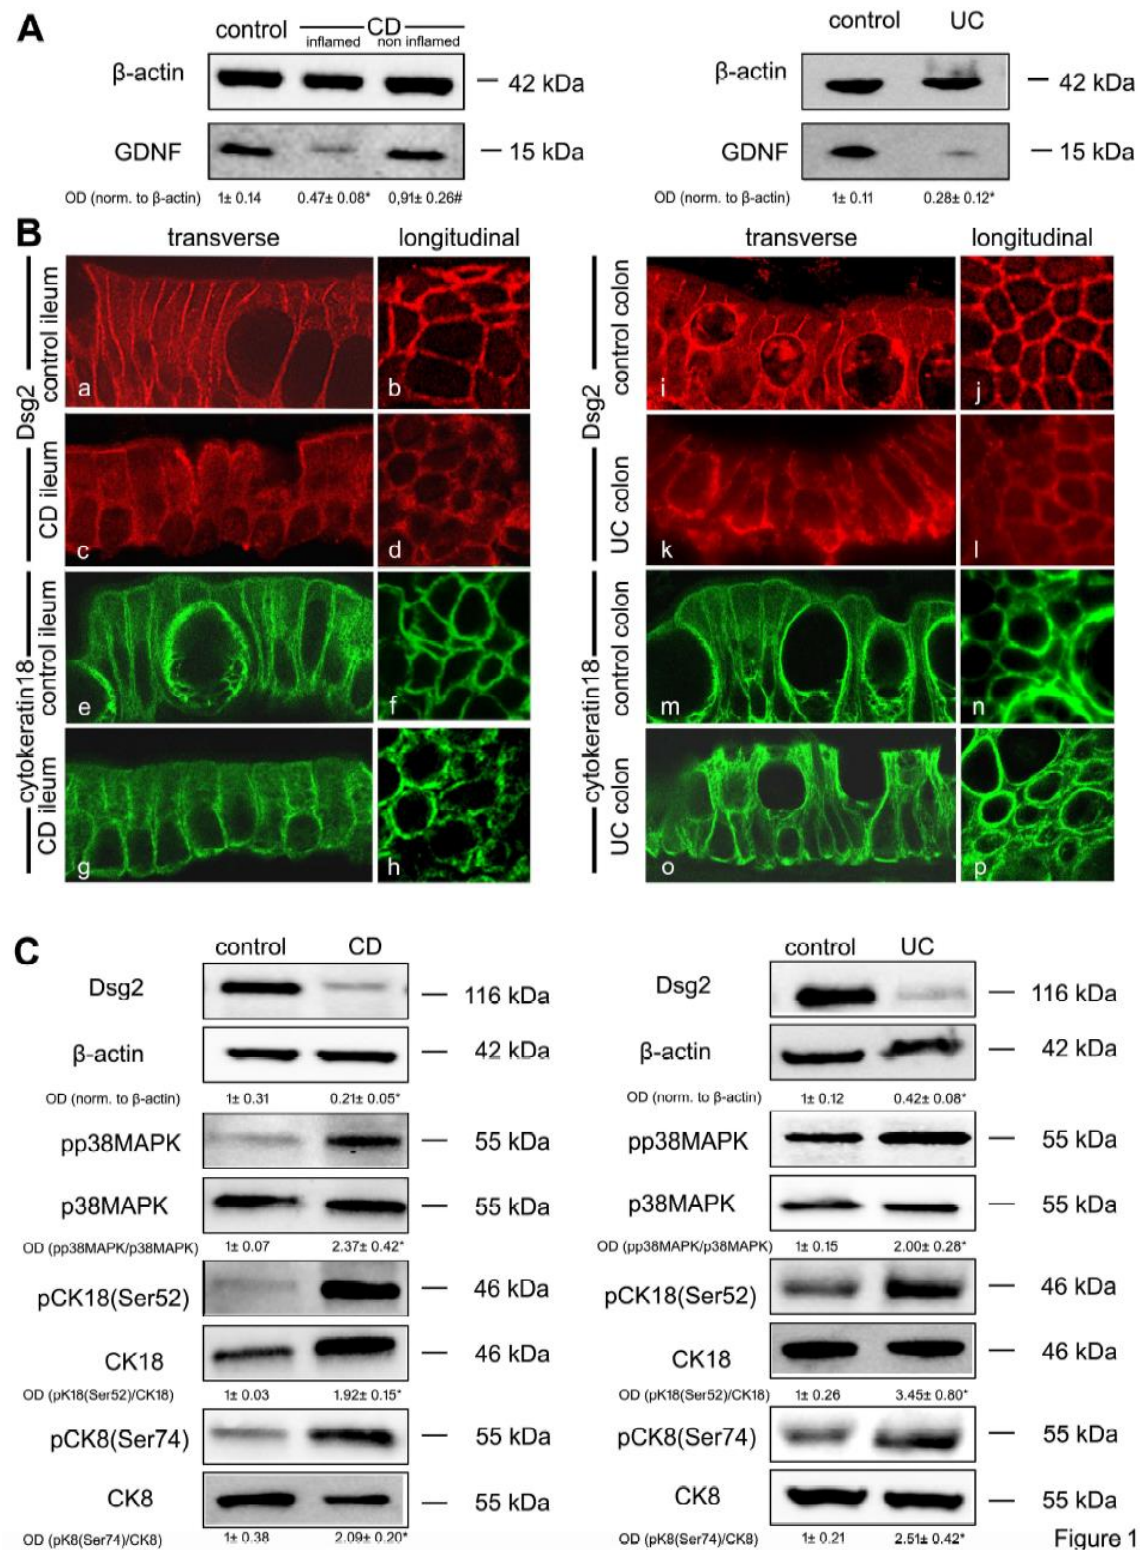 A
control
CD
inflamed
non inflamed
β-actin
42 kDa
GDNF
15 kDa
OD (norm. to β-actin)
1± 0.14
0.47± 0.08*
0,91± 0.26#
control
UC
β-actin
42 kDa
GDNF
15 kDa
OD (norm. to β-actin)
1± 0.11
0.28± 0.12*
B
transverse
longitudinal
Dsg2
control ileum
a
b
CD ileum
c
d
cytokeratin18
control ileum
e
f
CD ileum
g
h
transverse
longitudinal
Dsg2
control colon
i
j
UC colon
k
l
cytokeratin18
control colon
m
n
UC colon
o
p
C
control
CD
Dsg2
116 kDa
β-actin
42 kDa
OD (norm. to β-actin)
1± 0.31
0.21± 0.05*
pp38MAPK
55 kDa
p38MAPK
55 kDa
OD (pp38MAPK/p38MAPK)
1± 0.07
2.37± 0.42*
pCK18(Ser52)
46 kDa
CK18
46 kDa
OD (pK18(Ser52)/CK18)
1± 0.03
1.92± 0.15*
pCK8(Ser74)
55 kDa
CK8
55 kDa
OD (pK8(Ser74)/CK8)
1± 0.38
2.09± 0.20*
control
UC
Dsg2
116 kDa
β-actin
42 kDa
OD (norm. to β-actin)
1± 0.12
0.42± 0.08*
pp38MAPK
55 kDa
p38MAPK
55 kDa
OD (pp38MAPK/p38MAPK)
1± 0.15
2.00± 0.28*
pCK18(Ser52)
46 kDa
CK18
46 kDa
OD (pK18(Ser52)/CK18)
1± 0.26
3.45± 0.80*
pCK8(Ser74)
55 kDa
CK8
55 kDa
OD (pK8(Ser74)/CK8)
1± 0.21
2.51± 0.42*
Figure 1